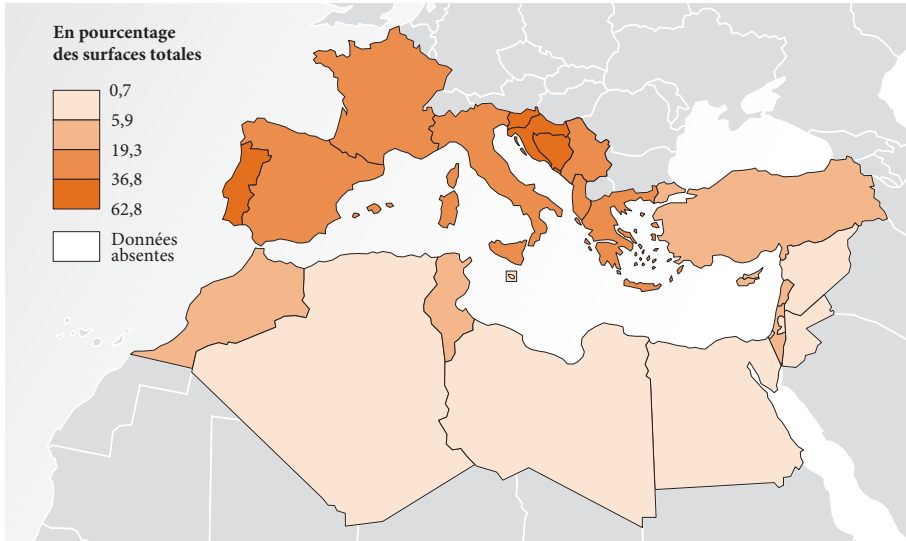 En pourcentage
des surfaces totales
0,7
5,9
19,3
36,8
62,8
Données
absentes